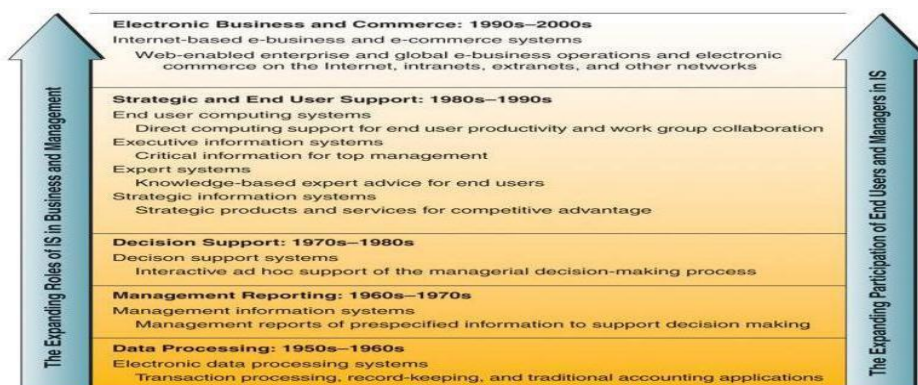 The Expanding Roles of IS in Business and Management
Electronic Business and Commerce: 1990s–2000s
Internet-based e-business and e-commerce systems
Web-enabled enterprise and global e-business operations and electronic
commerce on the Internet, intranets, extranets, and other networks
Strategic and End User Support: 1980s–1990s
End user computing systems
Direct computing support for end user productivity and work group collaboration
Executive information systems
Critical information for top management
Expert systems
Knowledge-based expert advice for end users
Strategic information systems
Strategic products and services for competitive advantage
Decision Support: 1970s–1980s
Decison support systems
Interactive ad hoc support of the managerial decision-making process
Management Reporting: 1960s–1970s
Management information systems
Management reports of prespecified information to support decision making
Data Processing: 1950s–1960s
Electronic data processing systems
Transaction processing, record-keeping, and traditional accounting applications
The Expanding Participation of End Users and Managers in IS